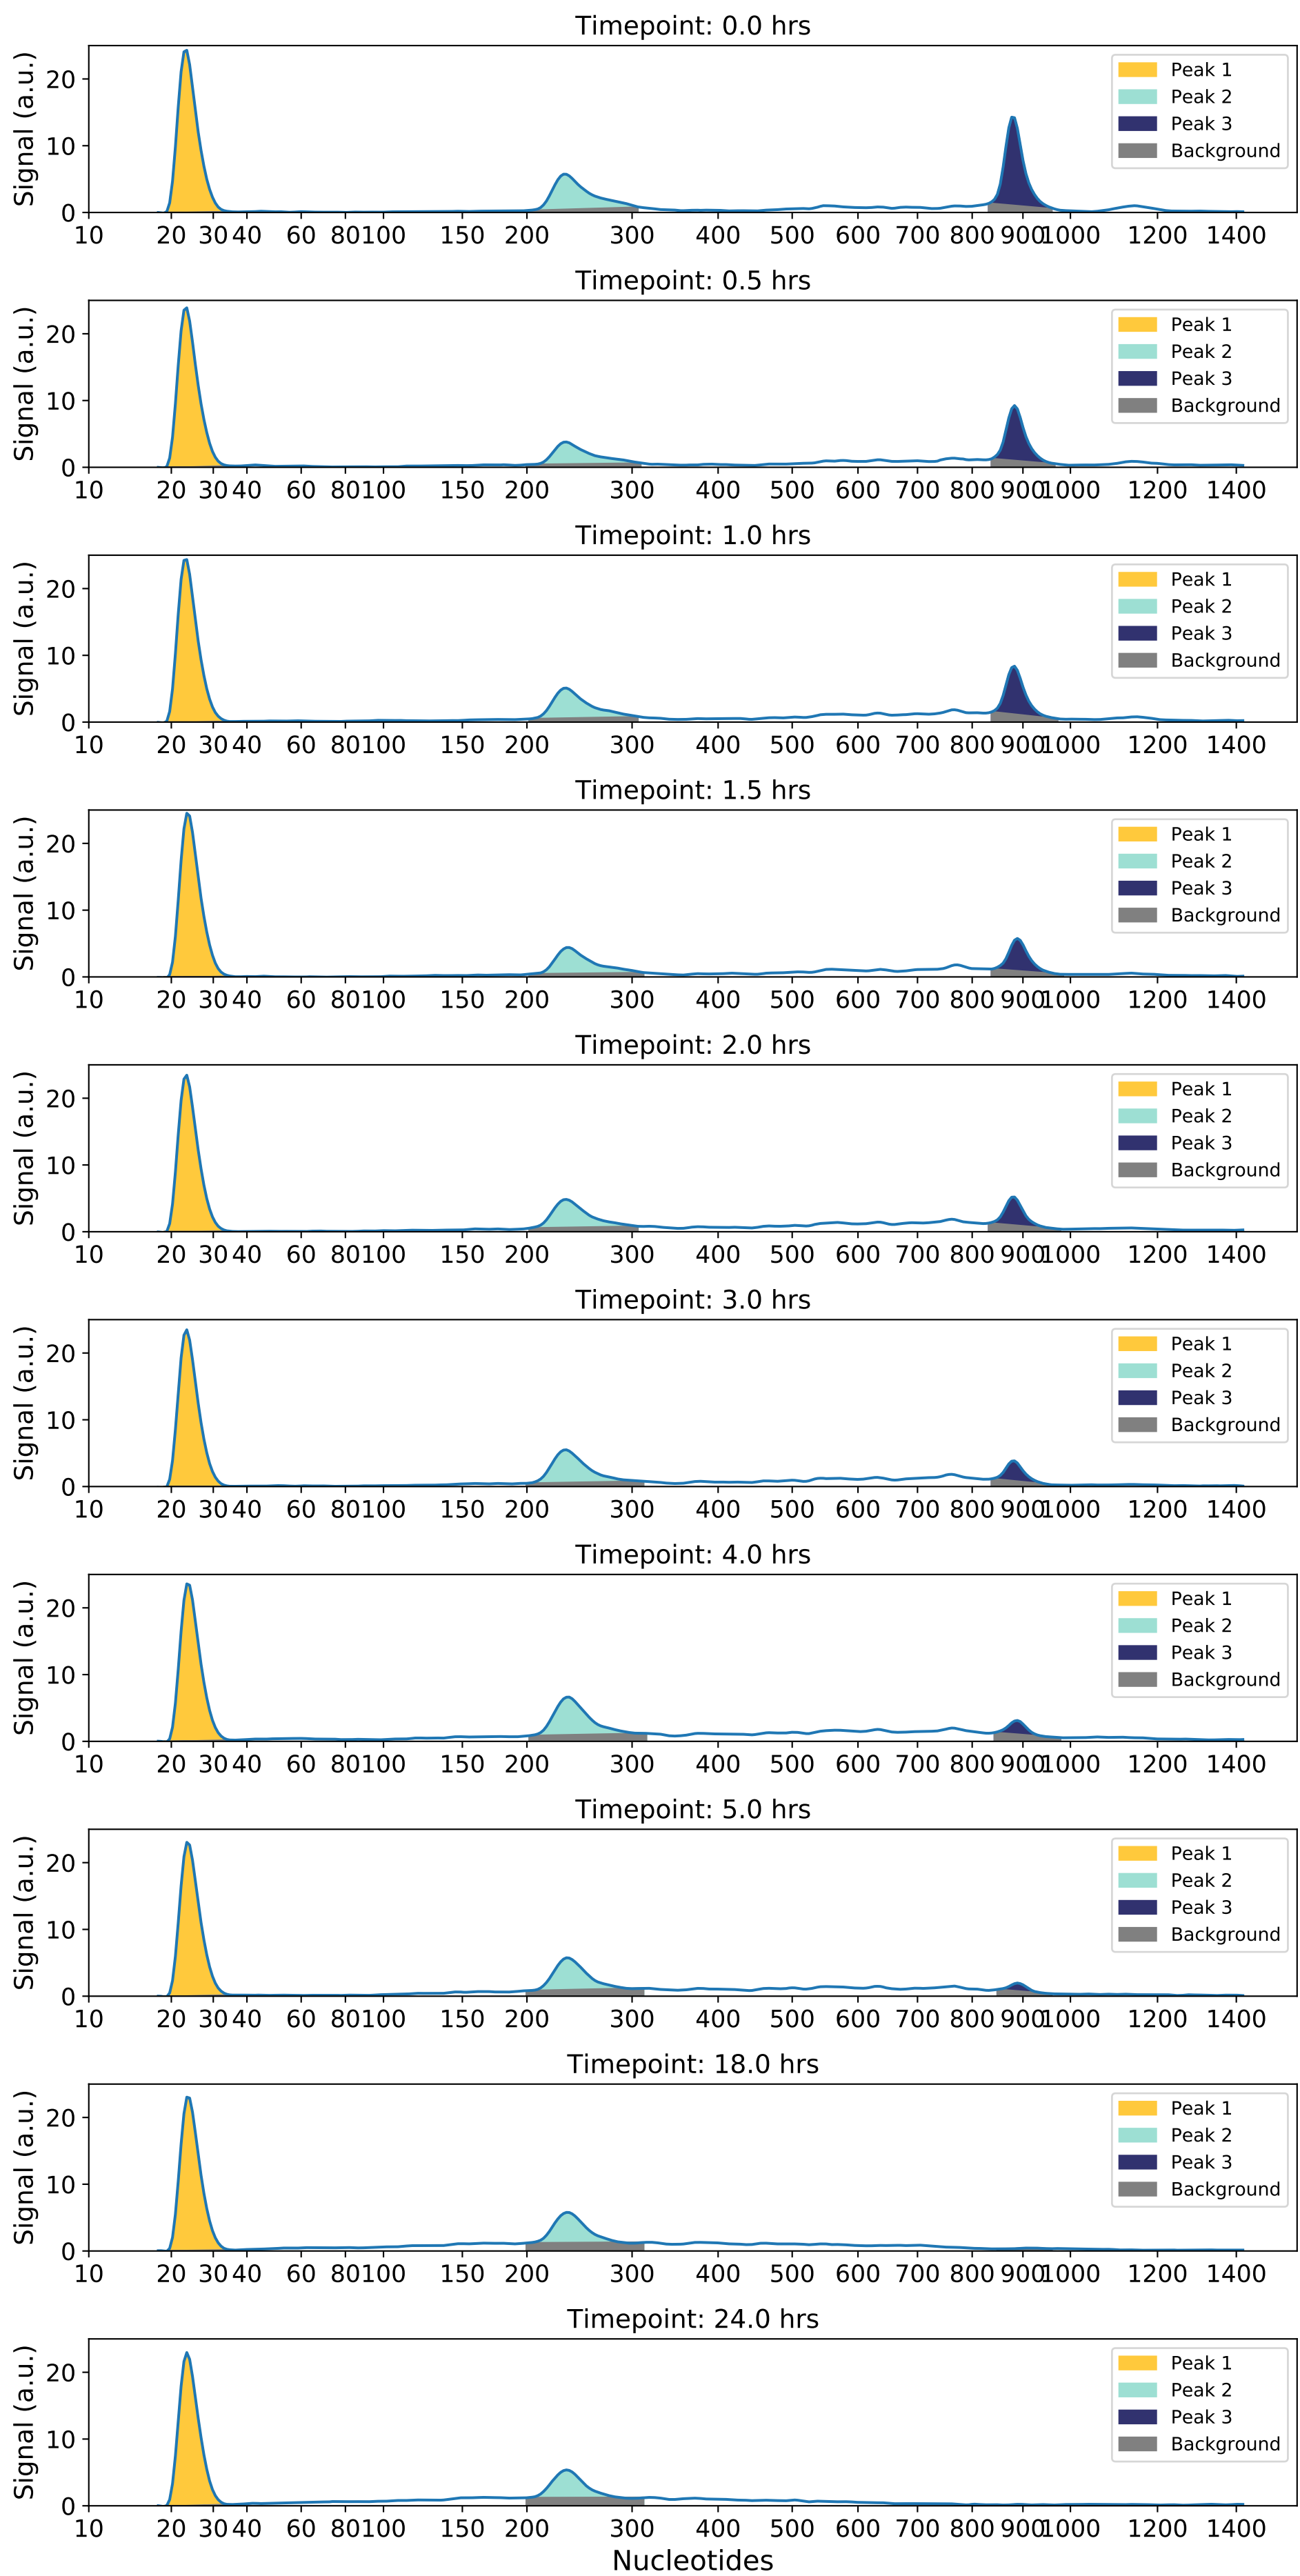 Timepoint: 0.0 hrs
Signal (a.u.)
20
10
0
Peak 1
Peak 2
Peak 3
Background
10 20 30 40 60 80 100 150 200 300 400 500 600 700 800 900 1000 1200 1400
Timepoint: 0.5 hrs
Signal (a.u.)
20
10
0
Peak 1
Peak 2
Peak 3
Background
10 20 30 40 60 80 100 150 200 300 400 500 600 700 800 900 1000 1200 1400
Timepoint: 1.0 hrs
Signal (a.u.)
20
10
0
Peak 1
Peak 2
Peak 3
Background
10 20 30 40 60 80 100 150 200 300 400 500 600 700 800 900 1000 1200 1400
Timepoint: 1.5 hrs
Signal (a.u.)
20
10
0
Peak 1
Peak 2
Peak 3
Background
10 20 30 40 60 80 100 150 200 300 400 500 600 700 800 900 1000 1200 1400
Timepoint: 2.0 hrs
Signal (a.u.)
20
10
0
Peak 1
Peak 2
Peak 3
Background
10 20 30 40 60 80 100 150 200 300 400 500 600 700 800 900 1000 1200 1400
Timepoint: 3.0 hrs
Signal (a.u.)
20
10
0
Peak 1
Peak 2
Peak 3
Background
10 20 30 40 60 80 100 150 200 300 400 500 600 700 800 900 1000 1200 1400
Timepoint: 4.0 hrs
Signal (a.u.)
20
10
0
Peak 1
Peak 2
Peak 3
Background
10 20 30 40 60 80 100 150 200 300 400 500 600 700 800 900 1000 1200 1400
Timepoint: 5.0 hrs
Signal (a.u.)
20
10
0
Peak 1
Peak 2
Peak 3
Background
10 20 30 40 60 80 100 150 200 300 400 500 600 700 800 900 1000 1200 1400
Timepoint: 18.0 hrs
Signal (a.u.)
20
10
0
Peak 1
Peak 2
Peak 3
Background
10 20 30 40 60 80 100 150 200 300 400 500 600 700 800 900 1000 1200 1400
Timepoint: 24.0 hrs
Signal (a.u.)
20
10
0
Peak 1
Peak 2
Peak 3
Background
10 20 30 40 60 80 100 150 200 300 400 500 600 700 800 900 1000 1200 1400
Nucleotides